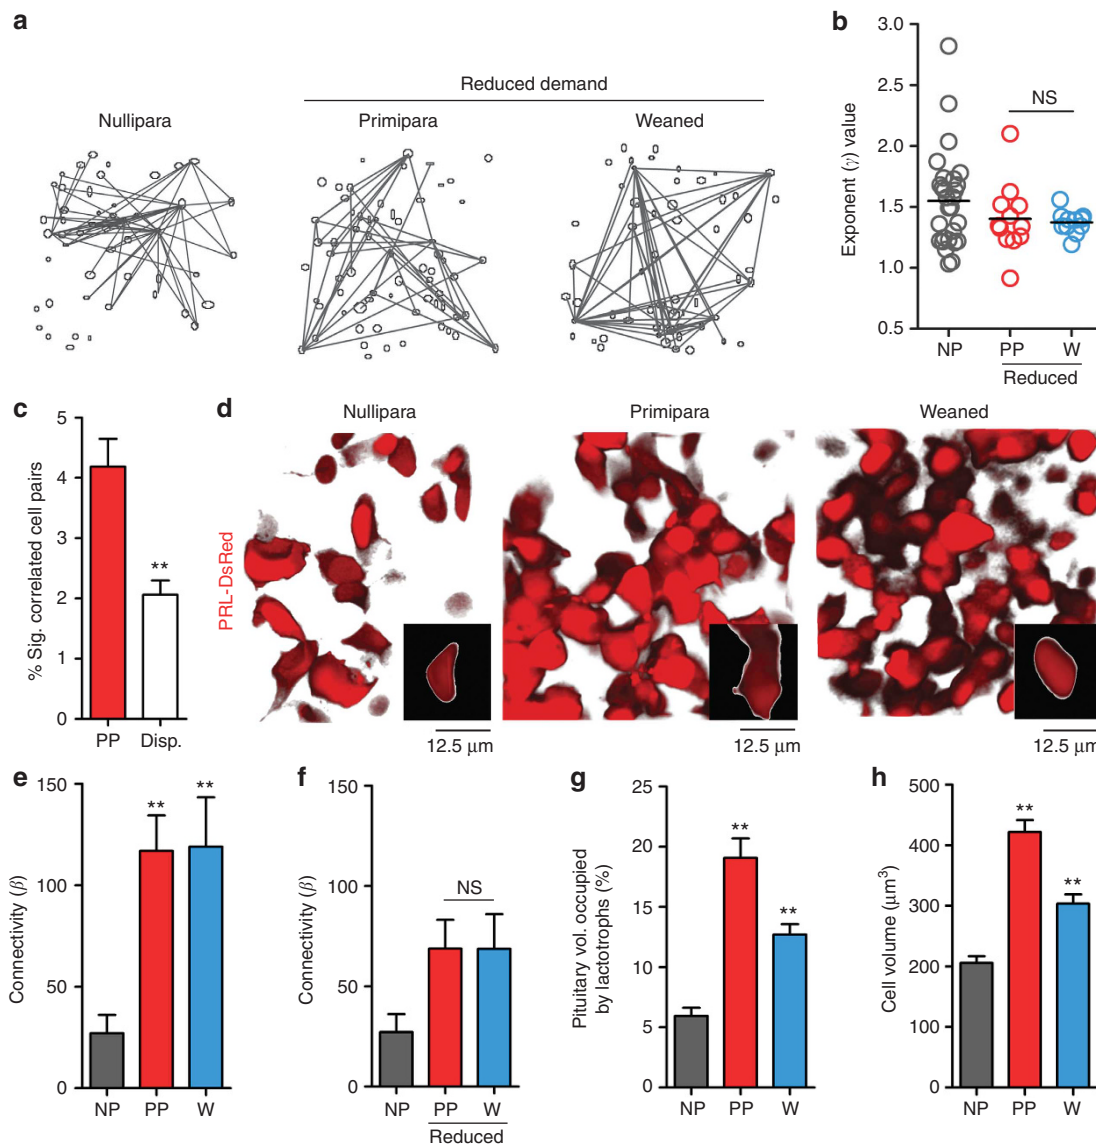 a
Reduced demand
Nullipara
Primipara
Weaned
b
Exponent (γ) value
3.0
2.5
2.0
1.5
1.0
0.5
NS
NP
PP
W
Reduced
c
% Sig. correlated cell pairs
5
4
3
2
1
0
**
PP
Disp.
d
Nullipara
Primipara
Weaned
PRL-DsRed
12.5 μm
12.5 μm
12.5 μm
e
Connectivity (β)
150
100
50
0
**
**
NP
PP
W
f
Connectivity (β)
150
100
50
0
NS
NP
PP
W
Reduced
g
Pituitary vol. occupied
by lactotrophs (%)
25
20
15
10
5
0
**
**
NP
PP
W
h
Cell volume (μm³)
500
400
300
200
100
0
**
**
NP
PP
W